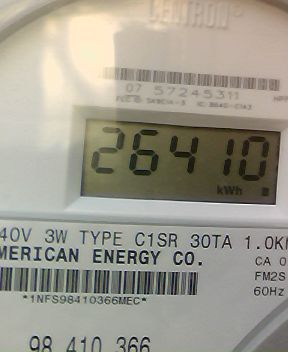 CENTRON
07 57245311
26410
kWh
40V 3W TYPE C1SR 30TA 1.0K
MERICAN ENERGY CO.
CA 0
FM2S
60Hz
*1NFS98410366MEC*
98 410 366